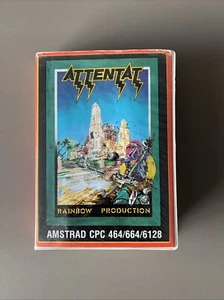 ATTENTAT
RAINBOW PRODUCTION
AMSTRAD CPC 464/664/6128